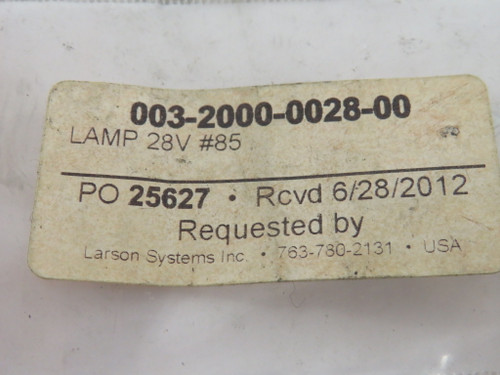 003-2000-0028-00
LAMP 28V #85
PO 25627 • Rcvd 6/28/2012
Requested by
Larson Systems Inc. • 763-780-2131 • USA